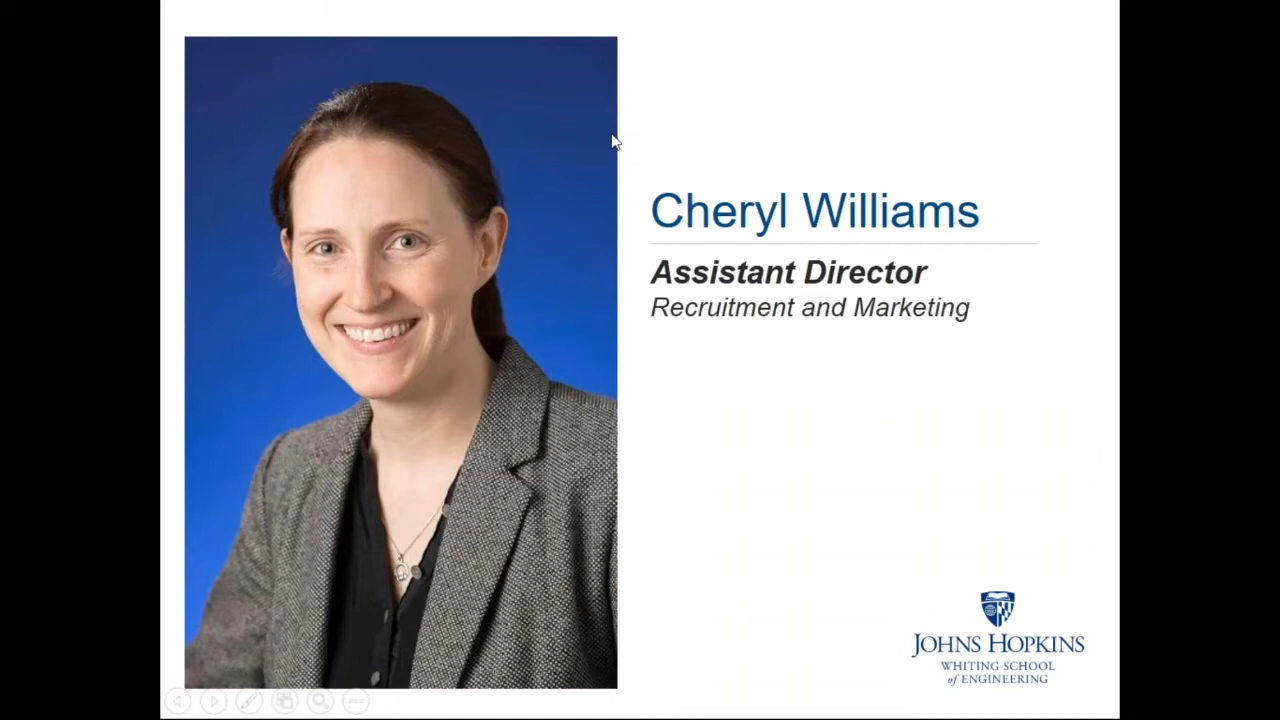 Cheryl Williams
Assistant Director
Recruitment and Marketing
JOHNS HOPKINS
WHITING SCHOOL
of ENGINEERING